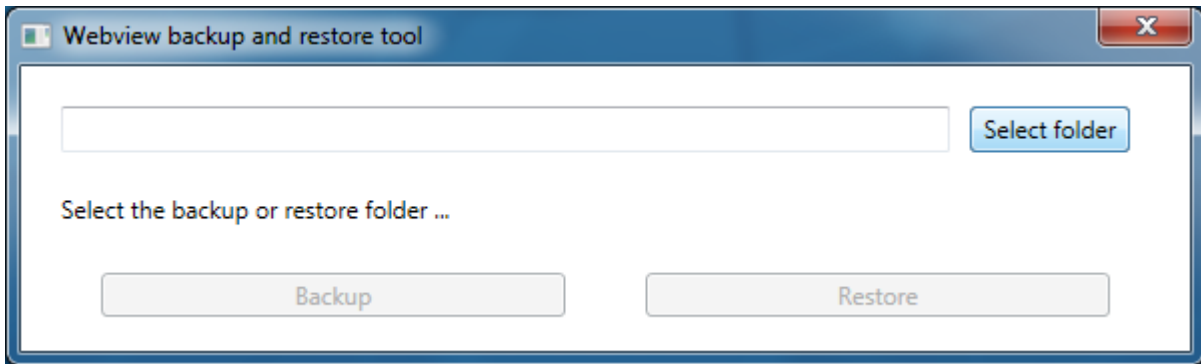 Webview backup and restore tool
Select folder
Select the backup or restore folder ...
Backup Restore